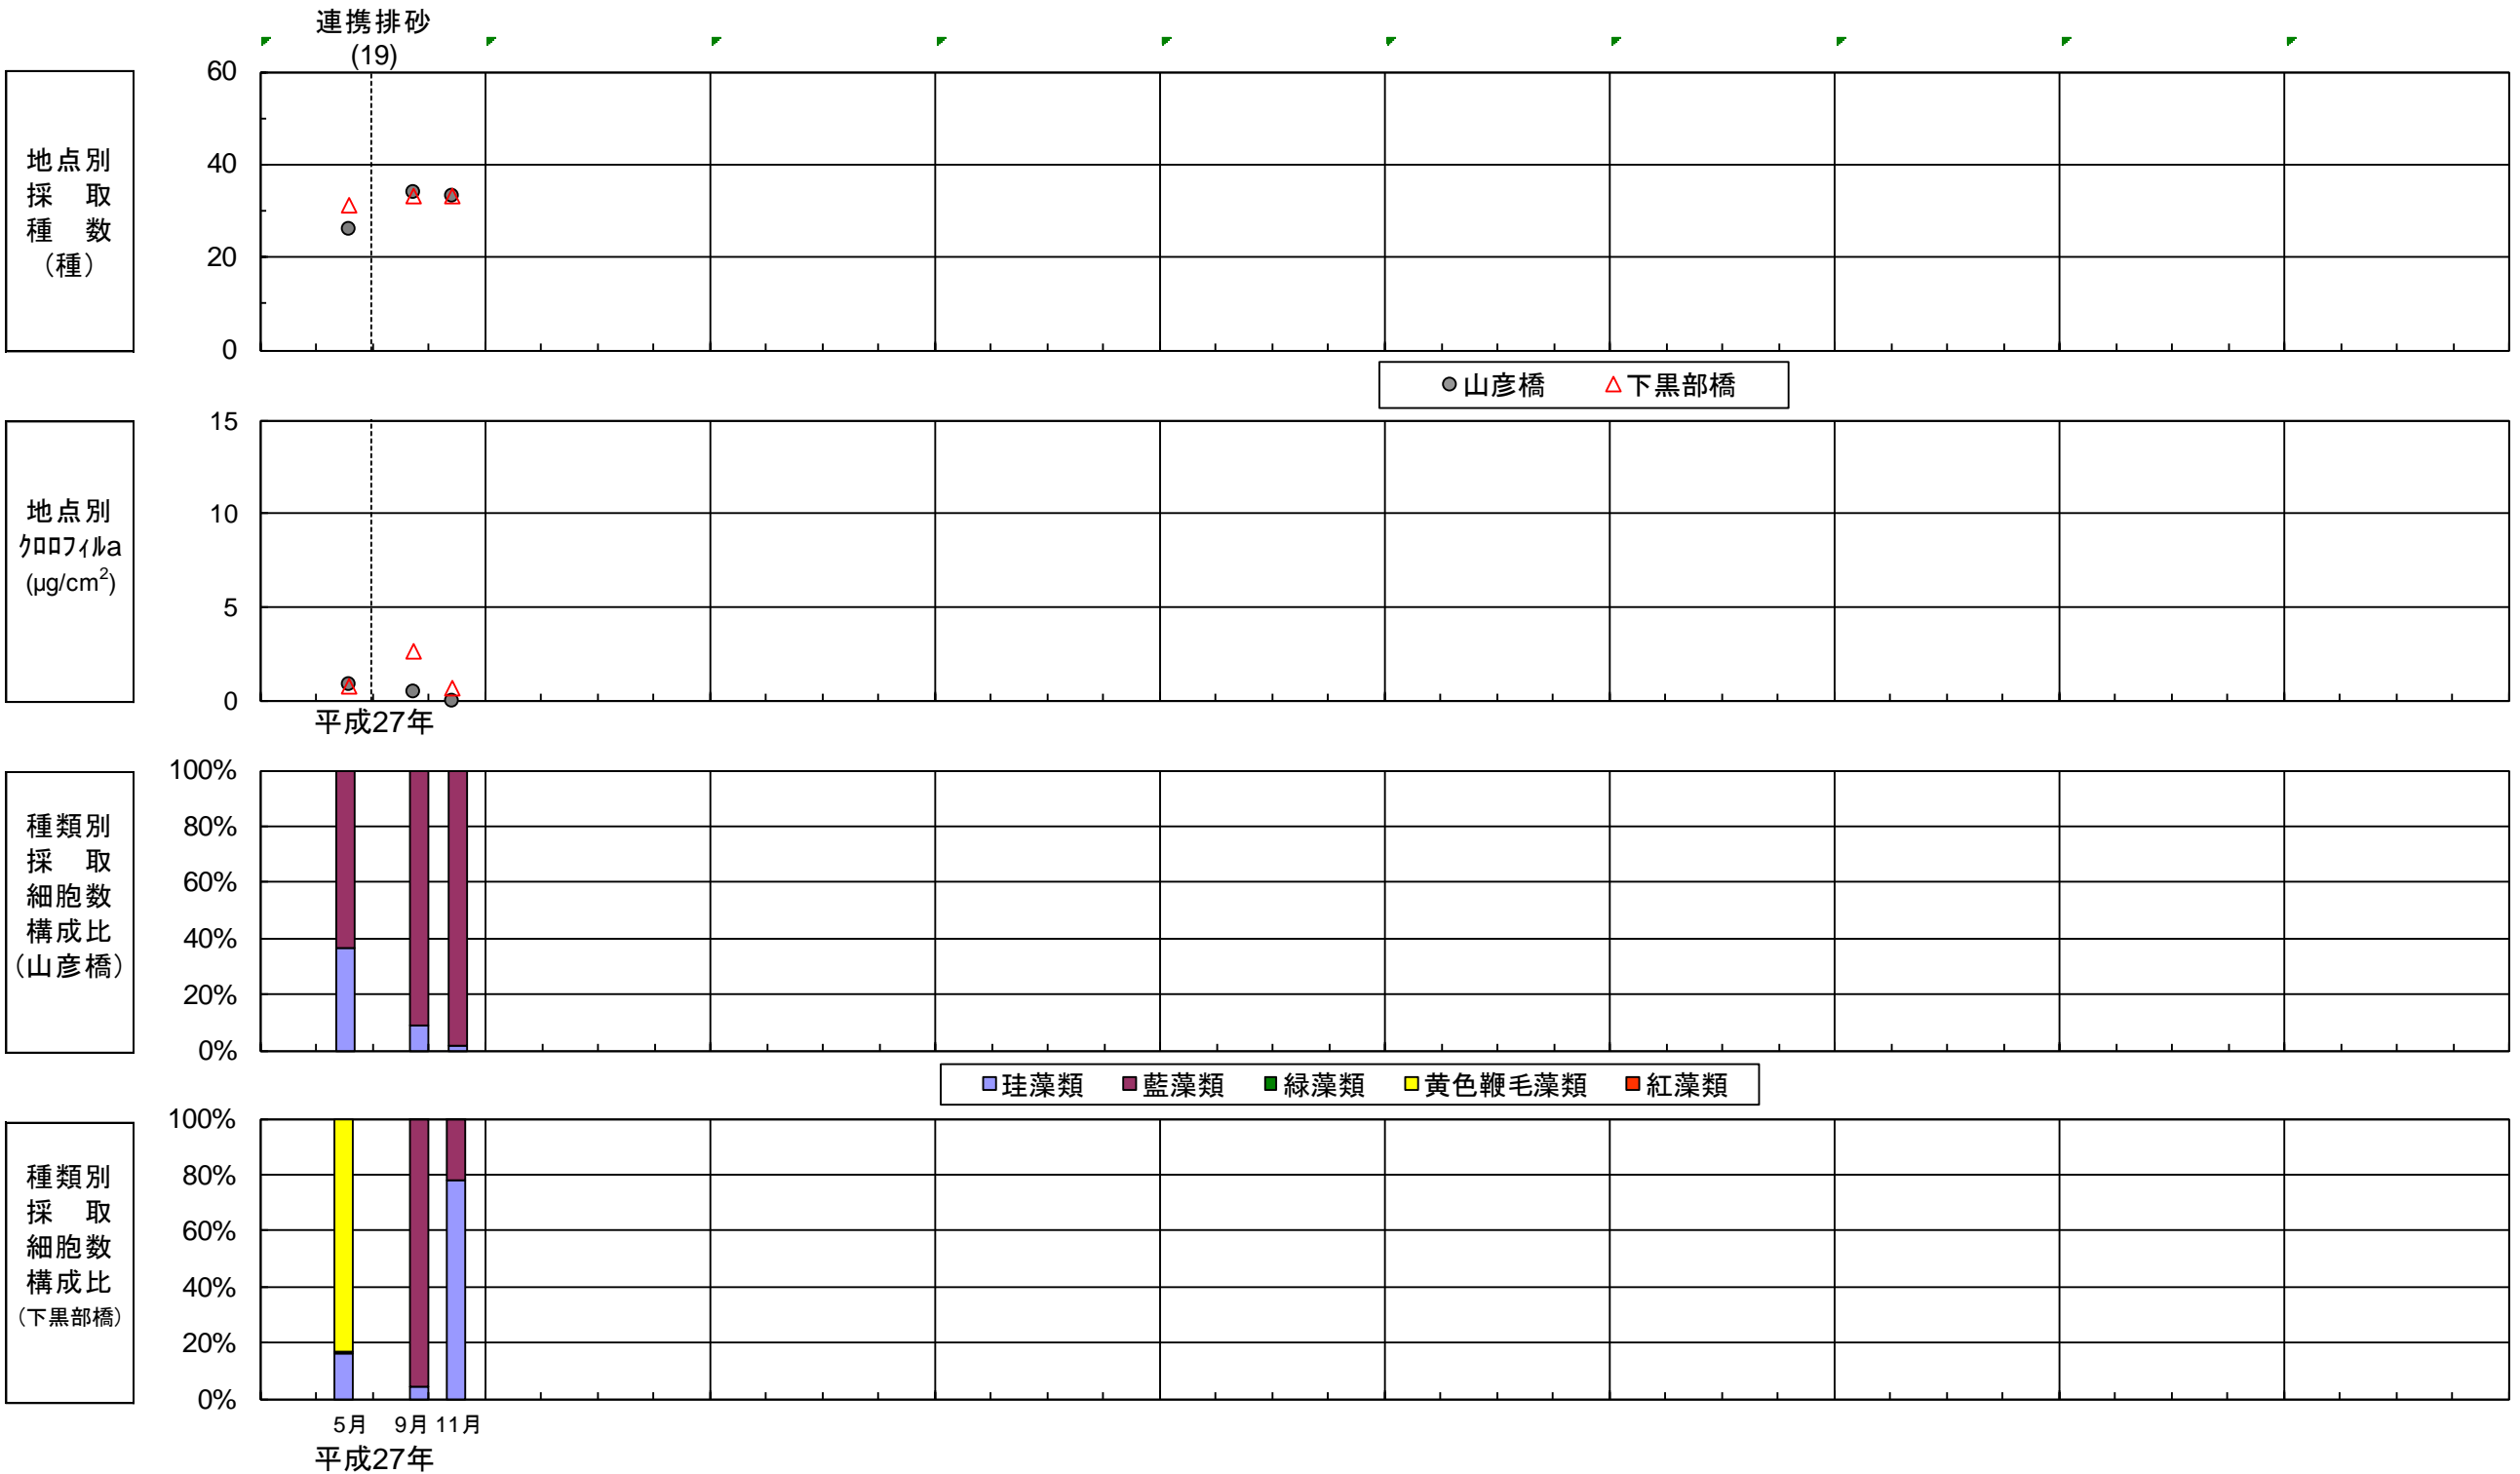 連携排砂
(19)
地点別
採　取
種　数
（種）
60
40
20
0
山彦橋　下黒部橋
地点別
ｸﾛﾛﾌｨﾙa
(μg/cm²)
15
10
5
0
平成27年
種類別
採　取
細胞数
構成比
（山彦橋）
100%
80%
60%
40%
20%
0%
珪藻類　藍藻類　緑藻類　黄色鞭毛藻類　紅藻類
種類別
採　取
細胞数
構成比
（下黒部橋）
100%
80%
60%
40%
20%
0%
5月　9月　11月
平成27年